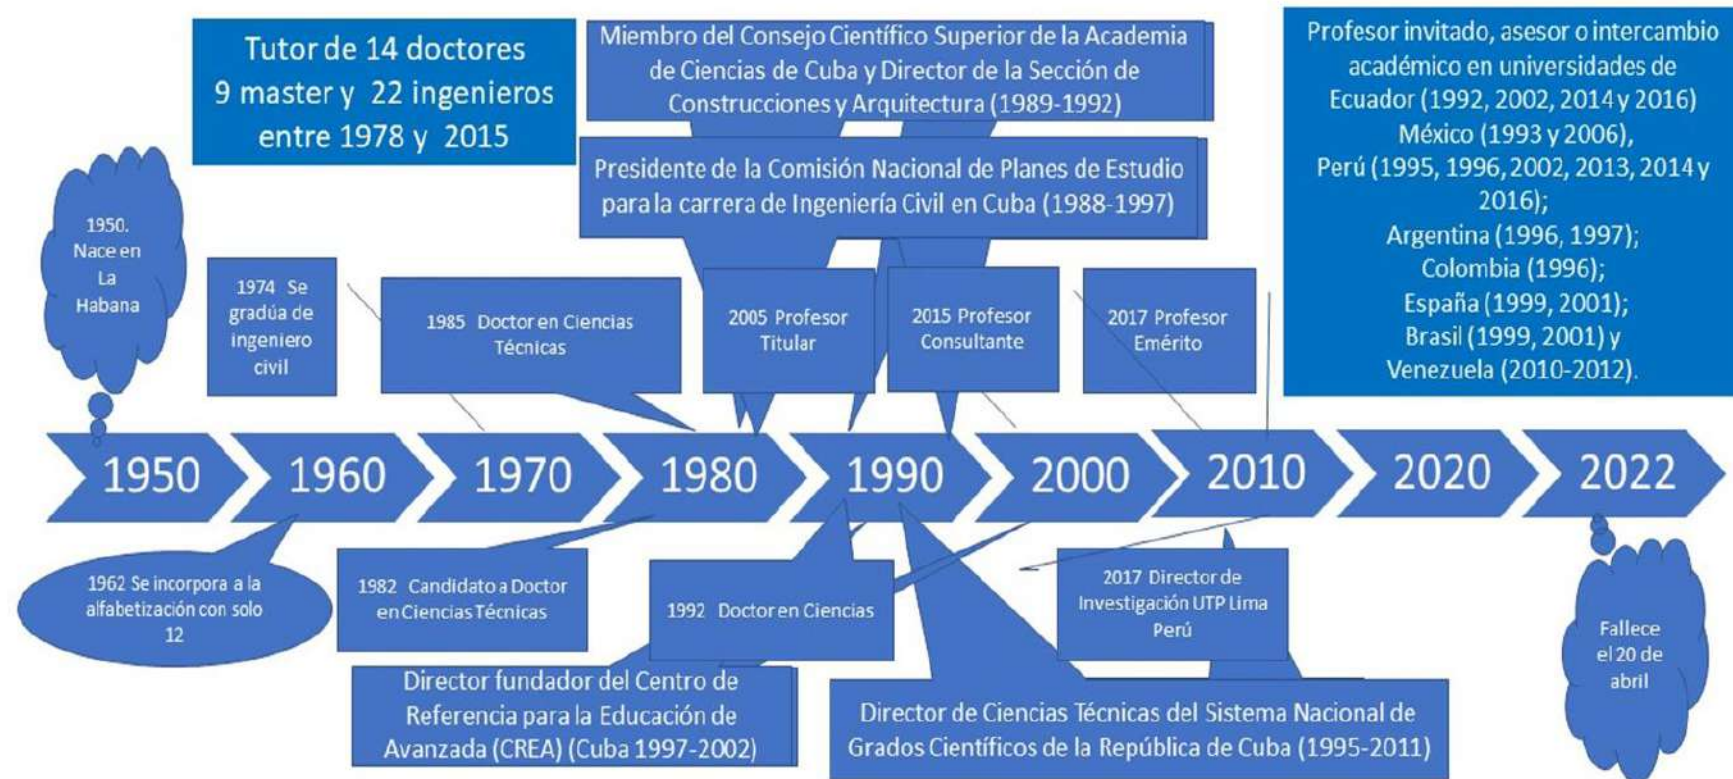 Tutor de 14 doctores
9 master y 22 ingenieros
entre 1978 y 2015
Miembro del Consejo Científico Superior de la Academia
de Ciencias de Cuba y Director de la Sección de
Construcciones y Arquitectura (1989-1992)
Presidente de la Comisión Nacional de Planes de Estudio
para la carrera de Ingeniería Civil en Cuba (1988-1997)
Profesor invitado, asesor o intercambio
académico en universidades de
Ecuador (1992, 2002, 2014 y 2016)
México (1993 y 2006),
Perú (1995, 1996, 2002, 2013, 2014 y
2016);
Argentina (1996, 1997);
Colombia (1996);
España (1999, 2001);
Brasil (1999, 2001) y
Venezuela (2010-2012).
1950.
Nace en
La
Habana
1974 Se
gradúa de
ingeniero
civil
1985 Doctor en Ciencias
Técnicas
2005 Profesor
Titular
2015 Profesor
Consultante
2017 Profesor
Emérito
1950
1960
1970
1980
1990
2000
2010
2020
2022
1962 Se incorpora a la
alfabetización con solo
12
1982 Candidato a Doctor
en Ciencias Técnicas
1992 Doctor en Ciencias
2017 Director de
Investigación UTP Lima
Perú
Fallece
el 20 de
abril
Director fundador del Centro de
Referencia para la Educación de
Avanzada (CREA) (Cuba 1997-2002)
Director de Ciencias Técnicas del Sistema Nacional de
Grados Científicos de la República de Cuba (1995-2011)